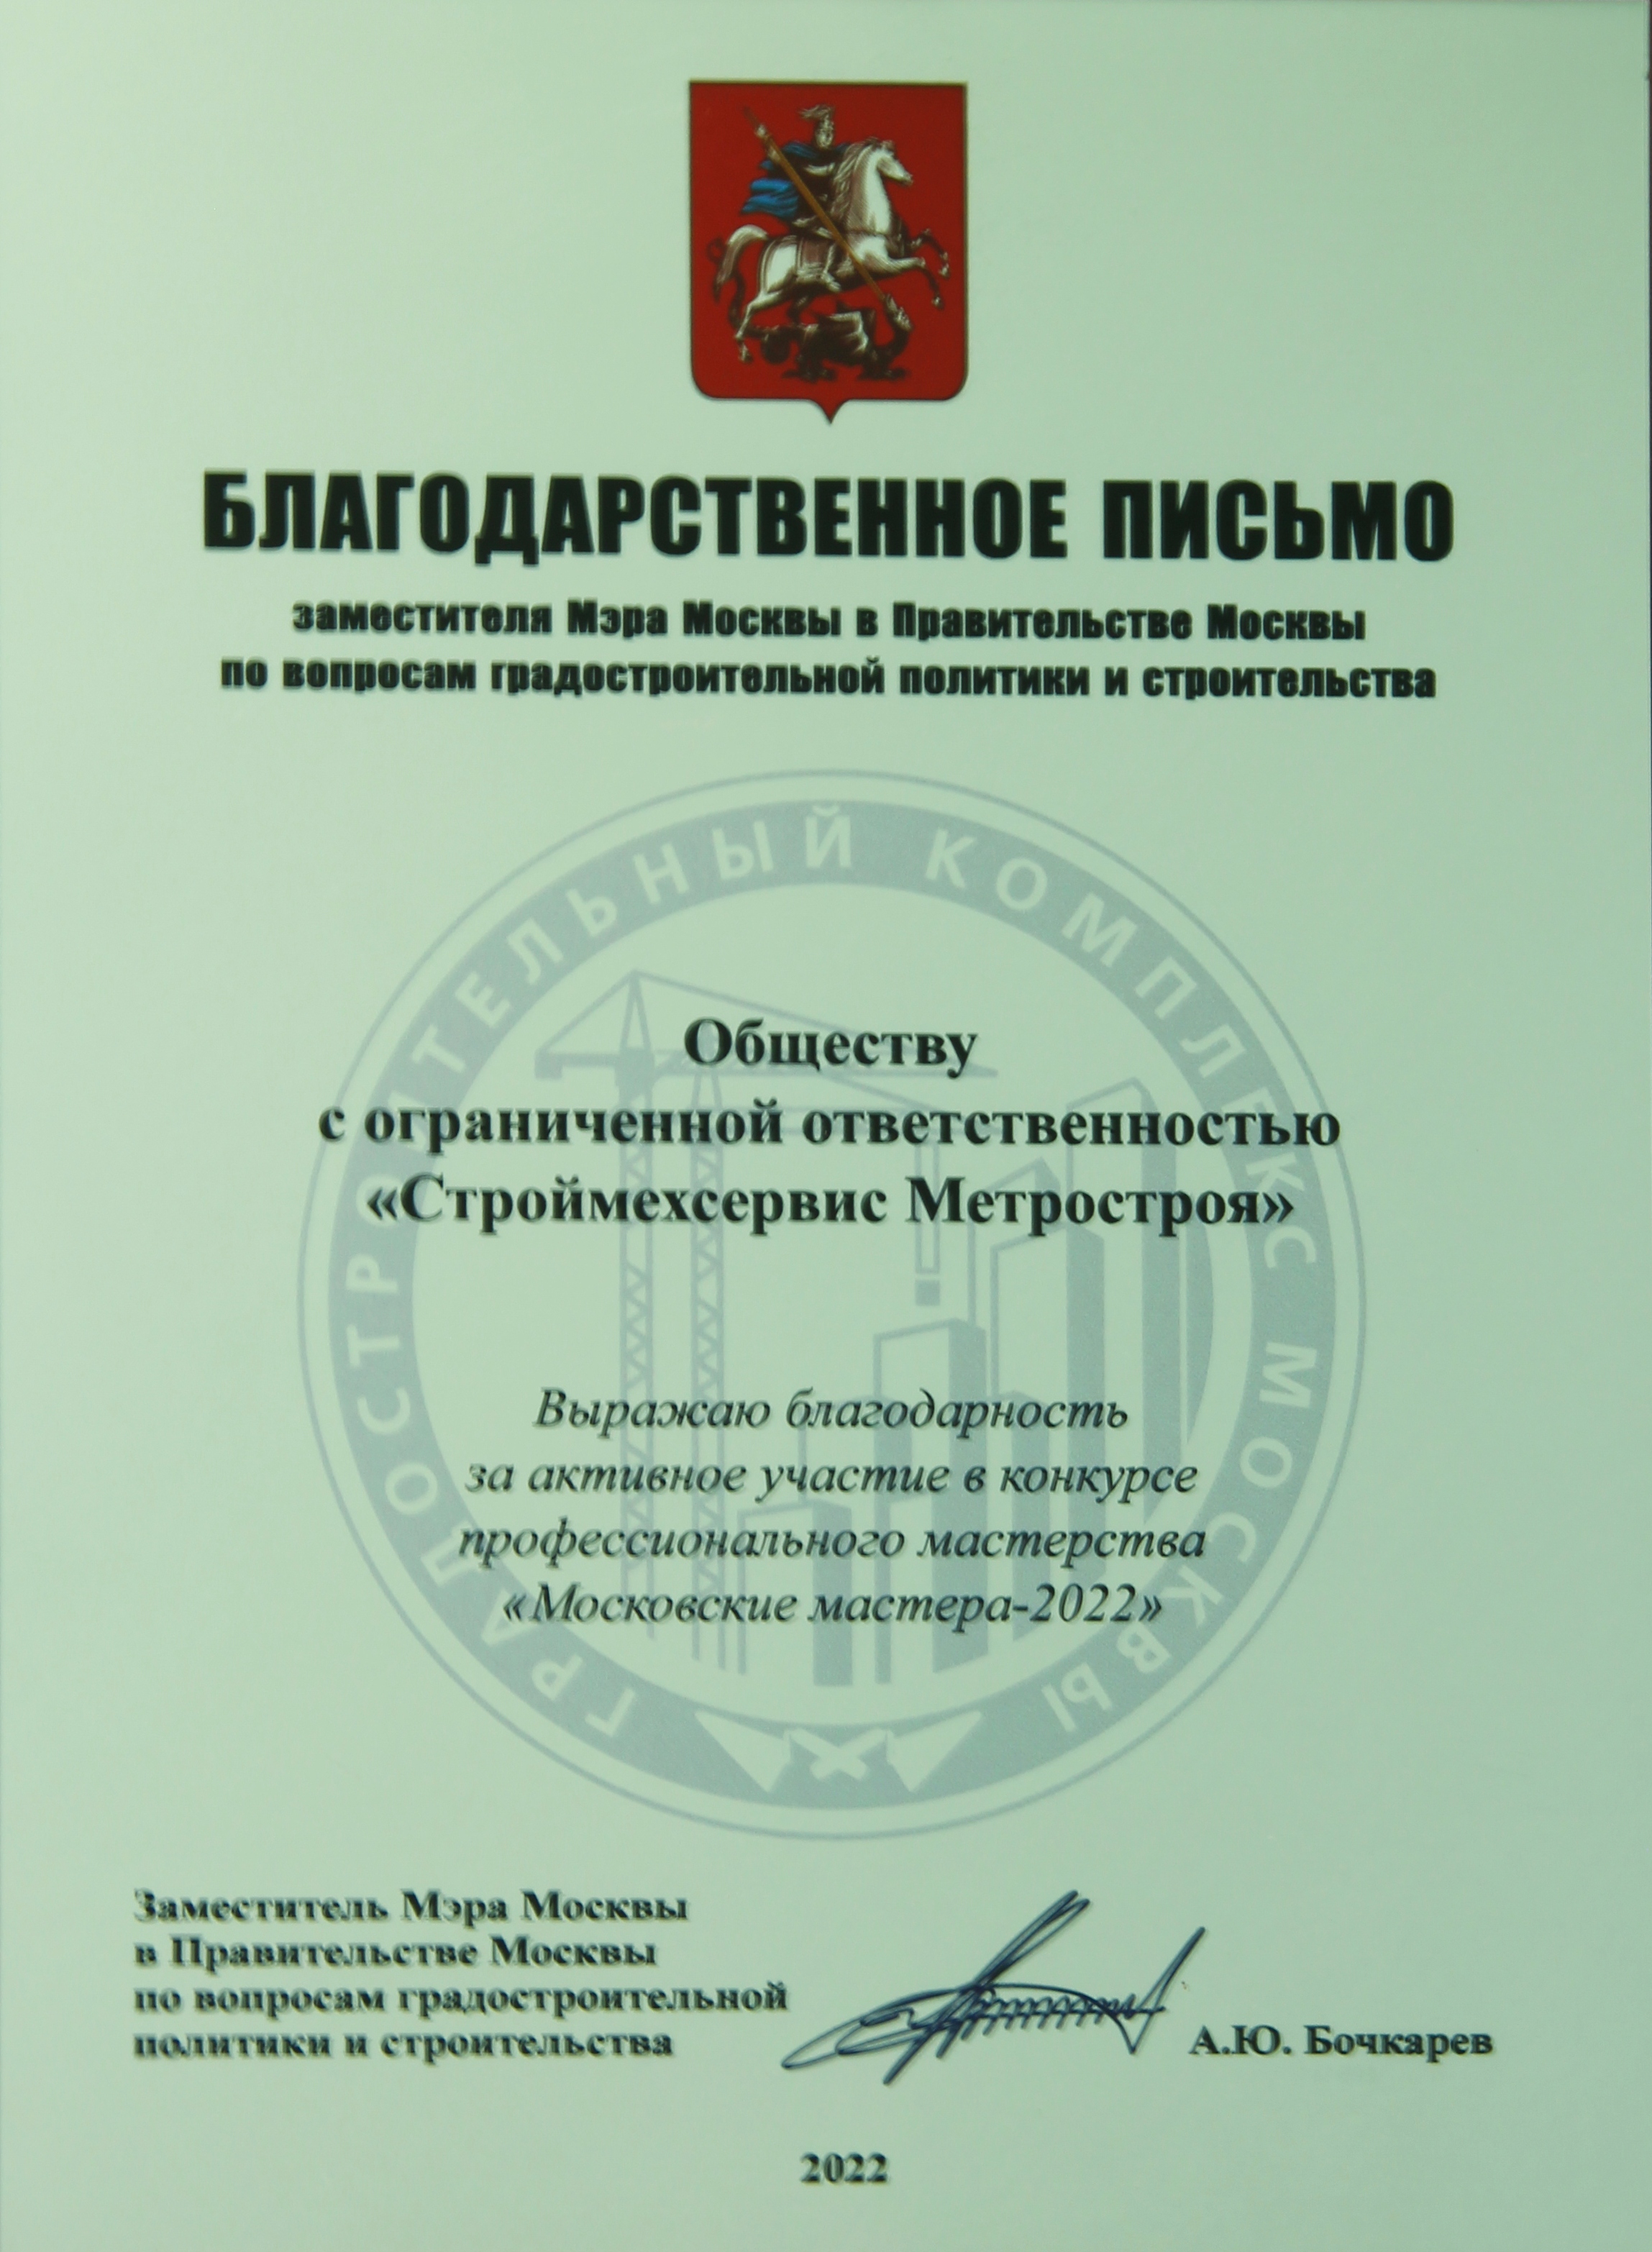 БЛАГОДАРСТВЕННОЕ ПИСЬМО
заместителя Мэра Москвы в Правительстве Москвы
по вопросам градостроительной политики и строительства
ГРАДОСТРОИТЕЛЬНЫЙ КОМПЛЕКС МОСКВЫ
Обществу
с ограниченной ответственностью
«Строймехсервис Метростроя»
Выражаю благодарность
за активное участие в конкурсе
профессионального мастерства
«Московские мастера-2022»
Заместитель Мэра Москвы
в Правительстве Москвы
по вопросам градостроительной
политики и строительства
А.Ю. Бочкарев
2022